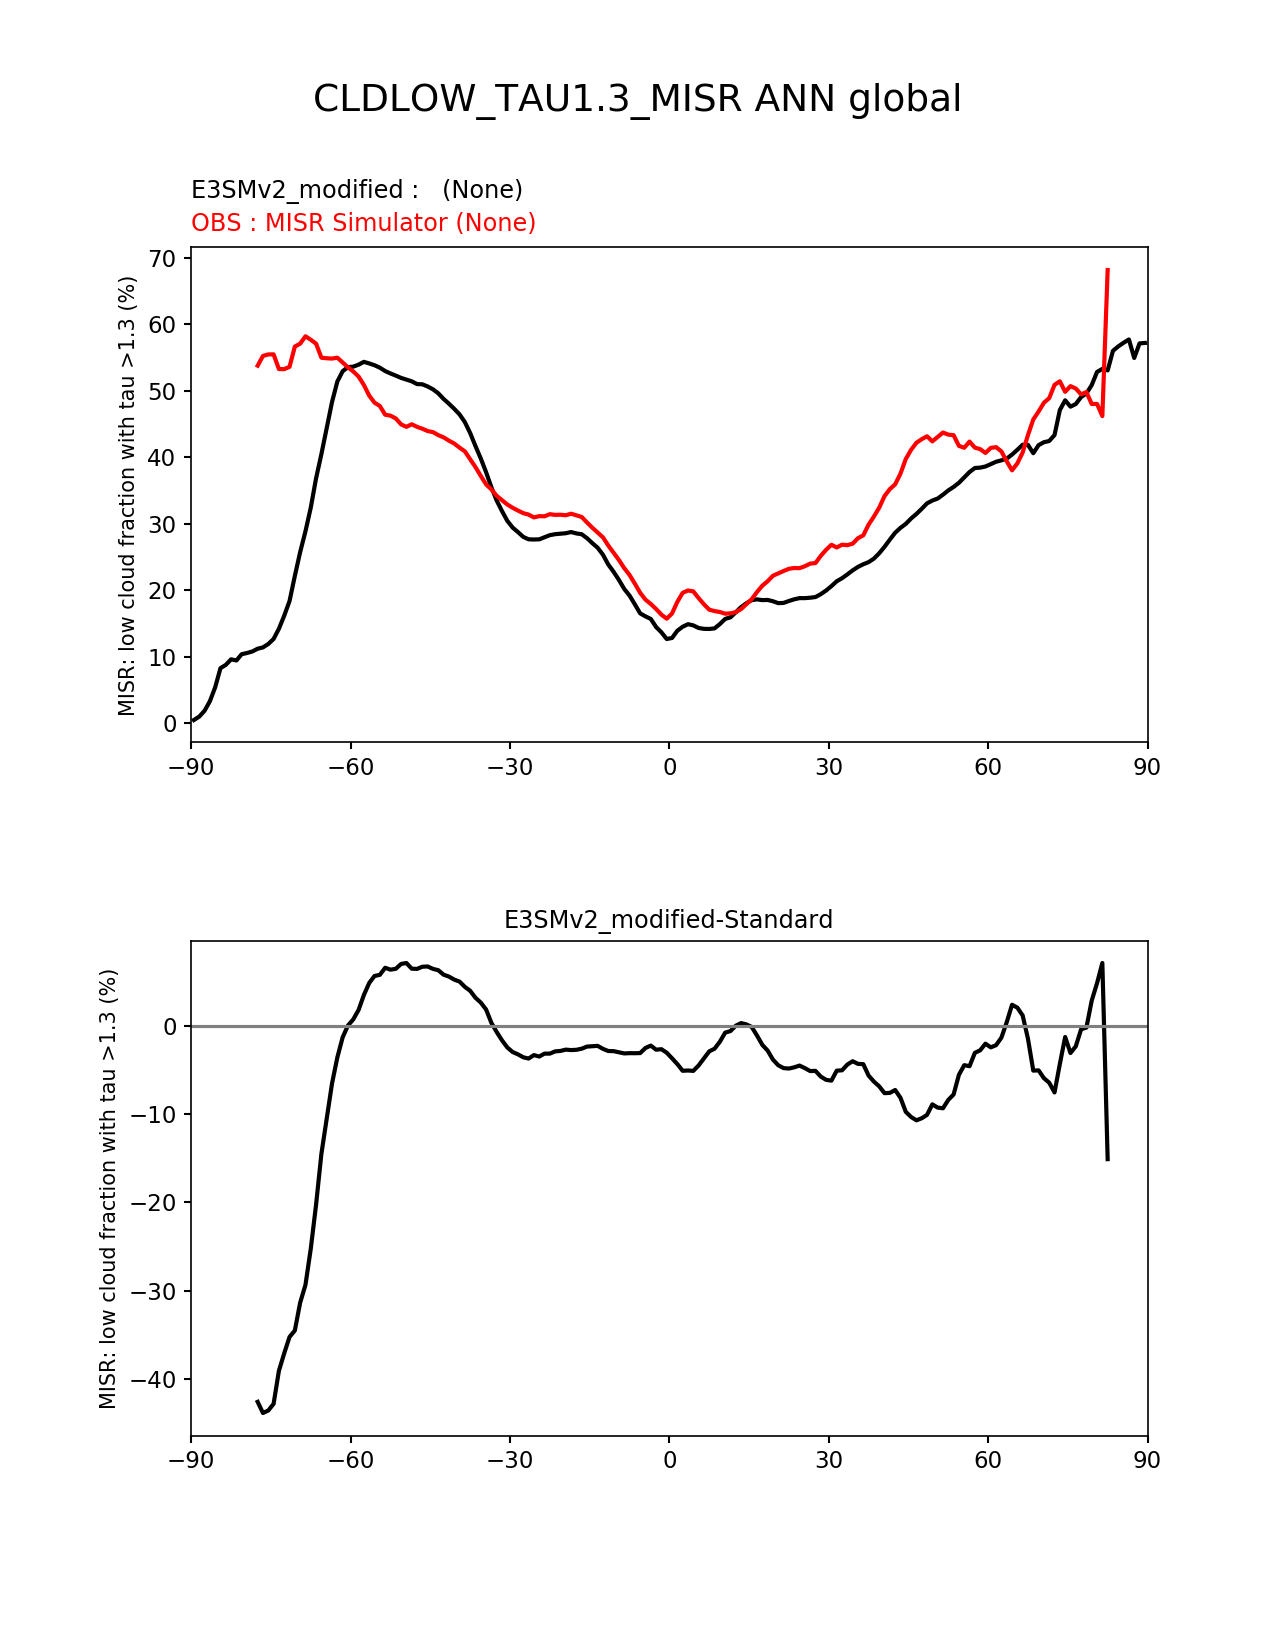 CLDLOW_TAU1.3_MISR ANN global
E3SMv2_modified :   (None)
OBS : MISR Simulator (None)
MISR: low cloud fraction with tau >1.3 (%)
70
60
50
40
30
20
10
0
−90 −60 −30 0 30 60 90
E3SMv2_modified-Standard
MISR: low cloud fraction with tau >1.3 (%)
0
−10
−20
−30
−40
−90 −60 −30 0 30 60 90